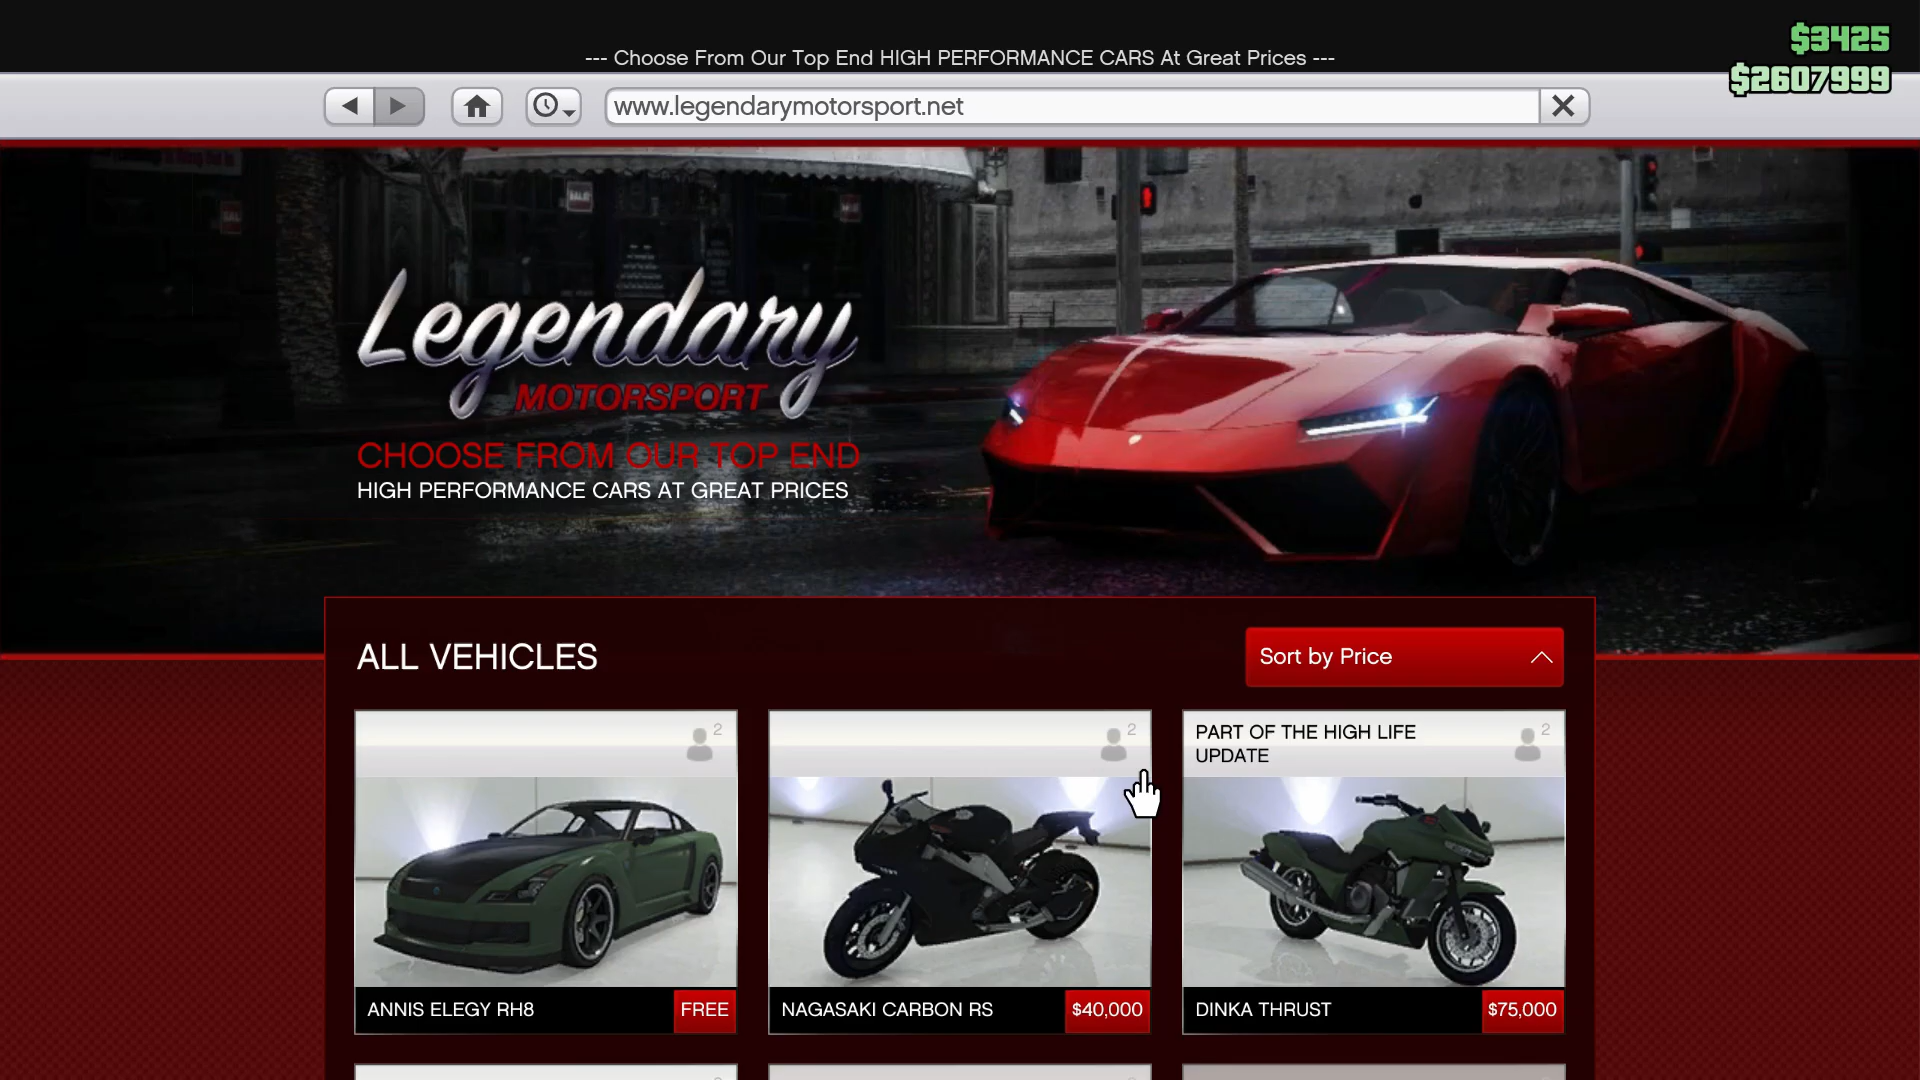 --- Choose From Our Top End HIGH PERFORMANCE CARS At Great Prices ---
$3425
$2607999
www.legendarymotorsport.net
Legendary
MOTORSPORT
CHOOSE FROM OUR TOP END
HIGH PERFORMANCE CARS AT GREAT PRICES
ALL VEHICLES
Sort by Price
2
2
PART OF THE HIGH LIFE
UPDATE
2
ANNIS ELEGY RH8
FREE
NAGASAKI CARBON RS
$40,000
DINKA THRUST
$75,000